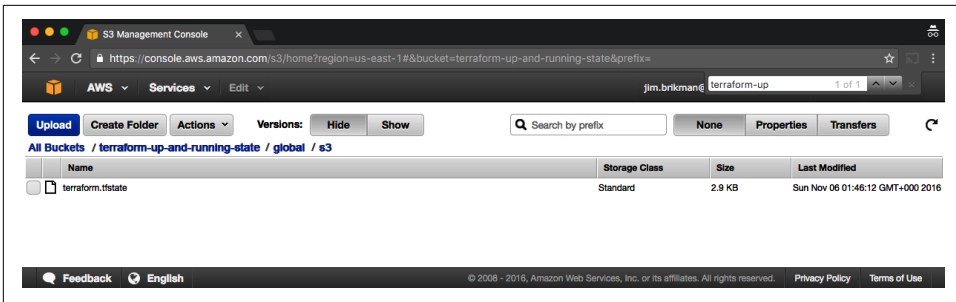 S3 Management Console
https://console.aws.amazon.com/s3/home?region=us-east-1#&bucket=terraform-up-and-running-state&prefix=
AWS Services Edit jim.brikman@ terraform-up 1 of 1
Upload Create Folder Actions Versions: Hide Show Search by prefix None Properties Transfers
All Buckets / terraform-up-and-running-state / global / s3
Name Storage Class Size Last Modified
terraform.tfstate Standard 2.9 KB Sun Nov 06 01:46:12 GMT+000 2016
Feedback English © 2008 - 2016, Amazon Web Services, Inc. or its affiliates. All rights reserved. Privacy Policy Terms of Use